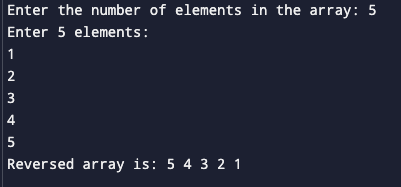 Enter the number of elements in the array: 5
Enter 5 elements:
1
2
3
4
5
Reversed array is: 5 4 3 2 1